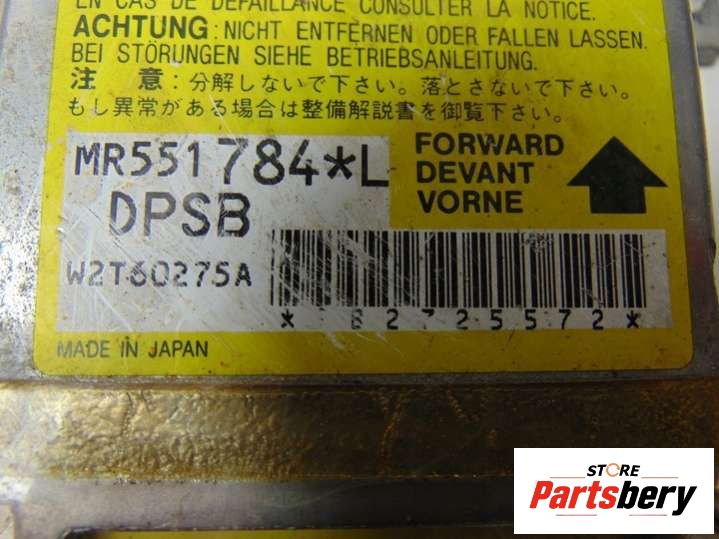 EN CAS DE DÉFAILLANCE CONSULTER LA NOTICE.
ACHTUNG: NICHT ENTFERNEN ODER FALLEN LASSEN.
BEI STÖRUNGEN SIEHE BETRIEBSANLEITUNG.
注 意:分解しないで下さい。落とさないで下さい。
もし異常がある場合は整備解説書を御覧下さい。
MR551784*L
DPSB
W2T60275A
FORWARD
DEVANT
VORNE
* B2725572*
MADE IN JAPAN
STORE
Partsbery